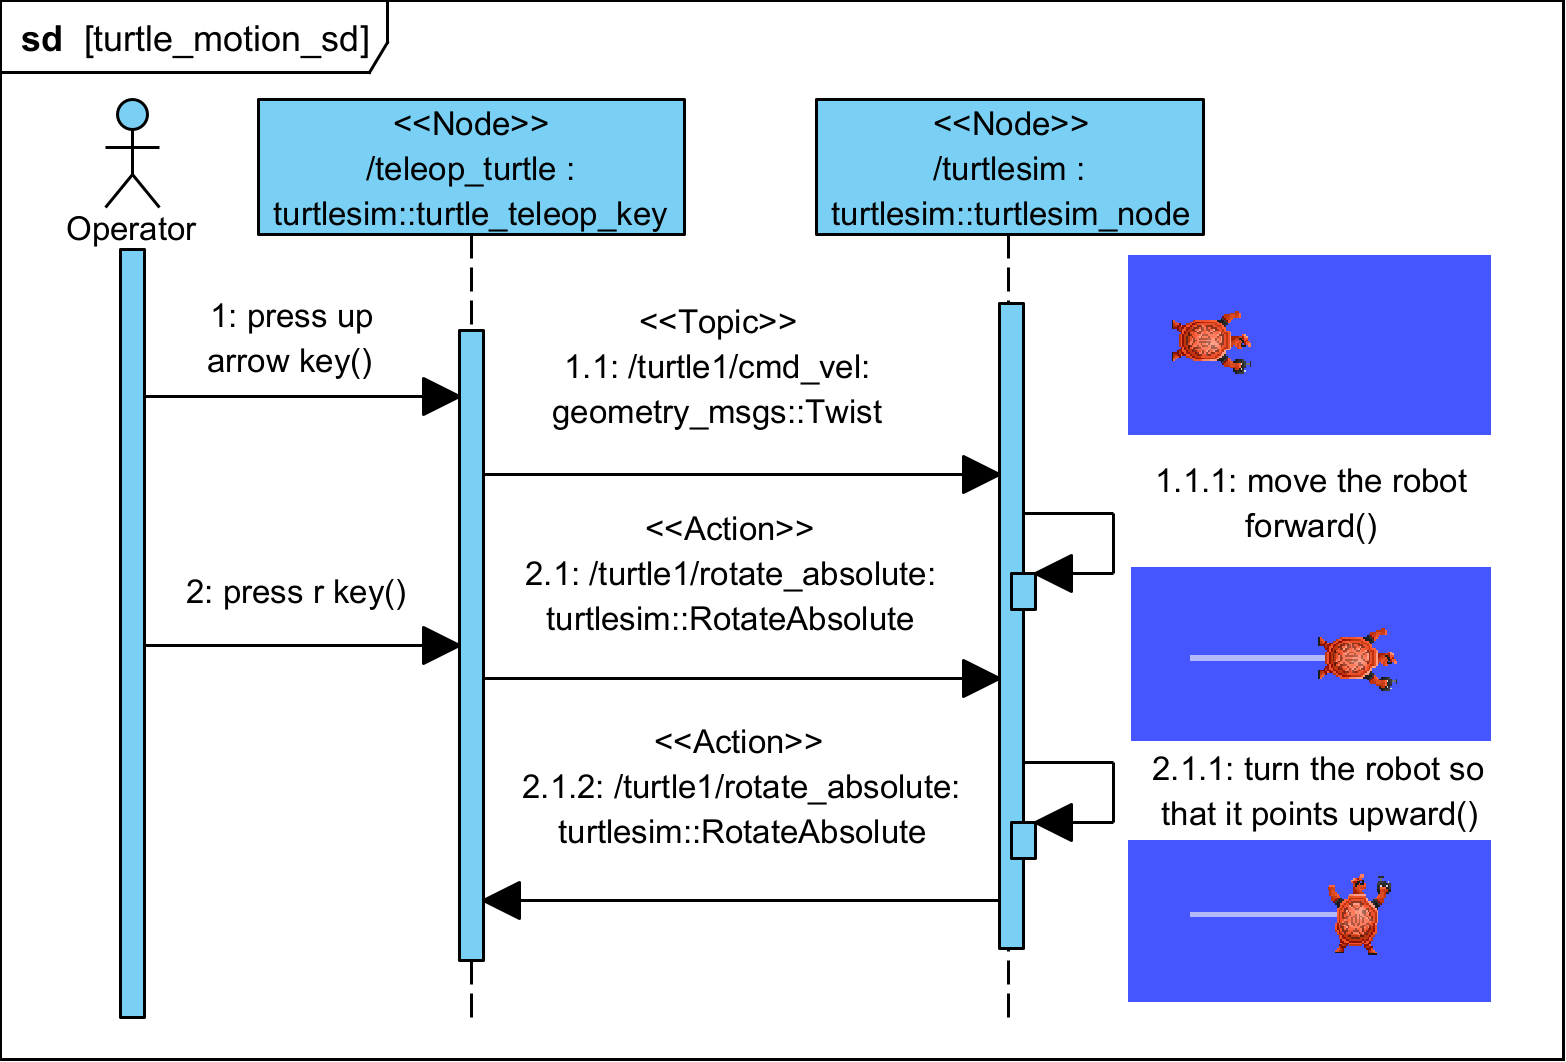 sd [turtle_motion_sd]
Operator
<<Node>>
/teleop_turtle :
turtlesim::turtle_teleop_key
<<Node>>
/turtlesim :
turtlesim::turtlesim_node
1: press up
arrow key()
<<Topic>>
1.1: /turtle1/cmd_vel:
geometry_msgs::Twist
1.1.1: move the robot
forward()
2: press r key()
<<Action>>
2.1: /turtle1/rotate_absolute:
turtlesim::RotateAbsolute
2.1.1: turn the robot so
that it points upward()
<<Action>>
2.1.2: /turtle1/rotate_absolute:
turtlesim::RotateAbsolute